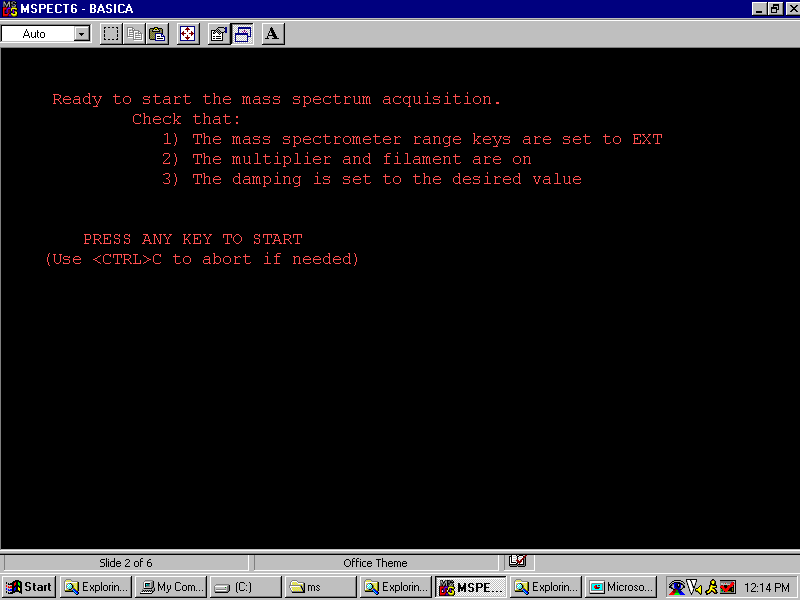 MSPECT6 - BASICA
Auto
A
Ready to start the mass spectrum acquisition.
Check that:
1) The mass spectrometer range keys are set to EXT
2) The multiplier and filament are on
3) The damping is set to the desired value
PRESS ANY KEY TO START
(Use <CTRL>C to abort if needed)
Slide 2 of 6
Office Theme
Start
Explorin...
My Com...
(C:)
ms
Explorin...
MSPE...
Explorin...
Microso...
12:14 PM